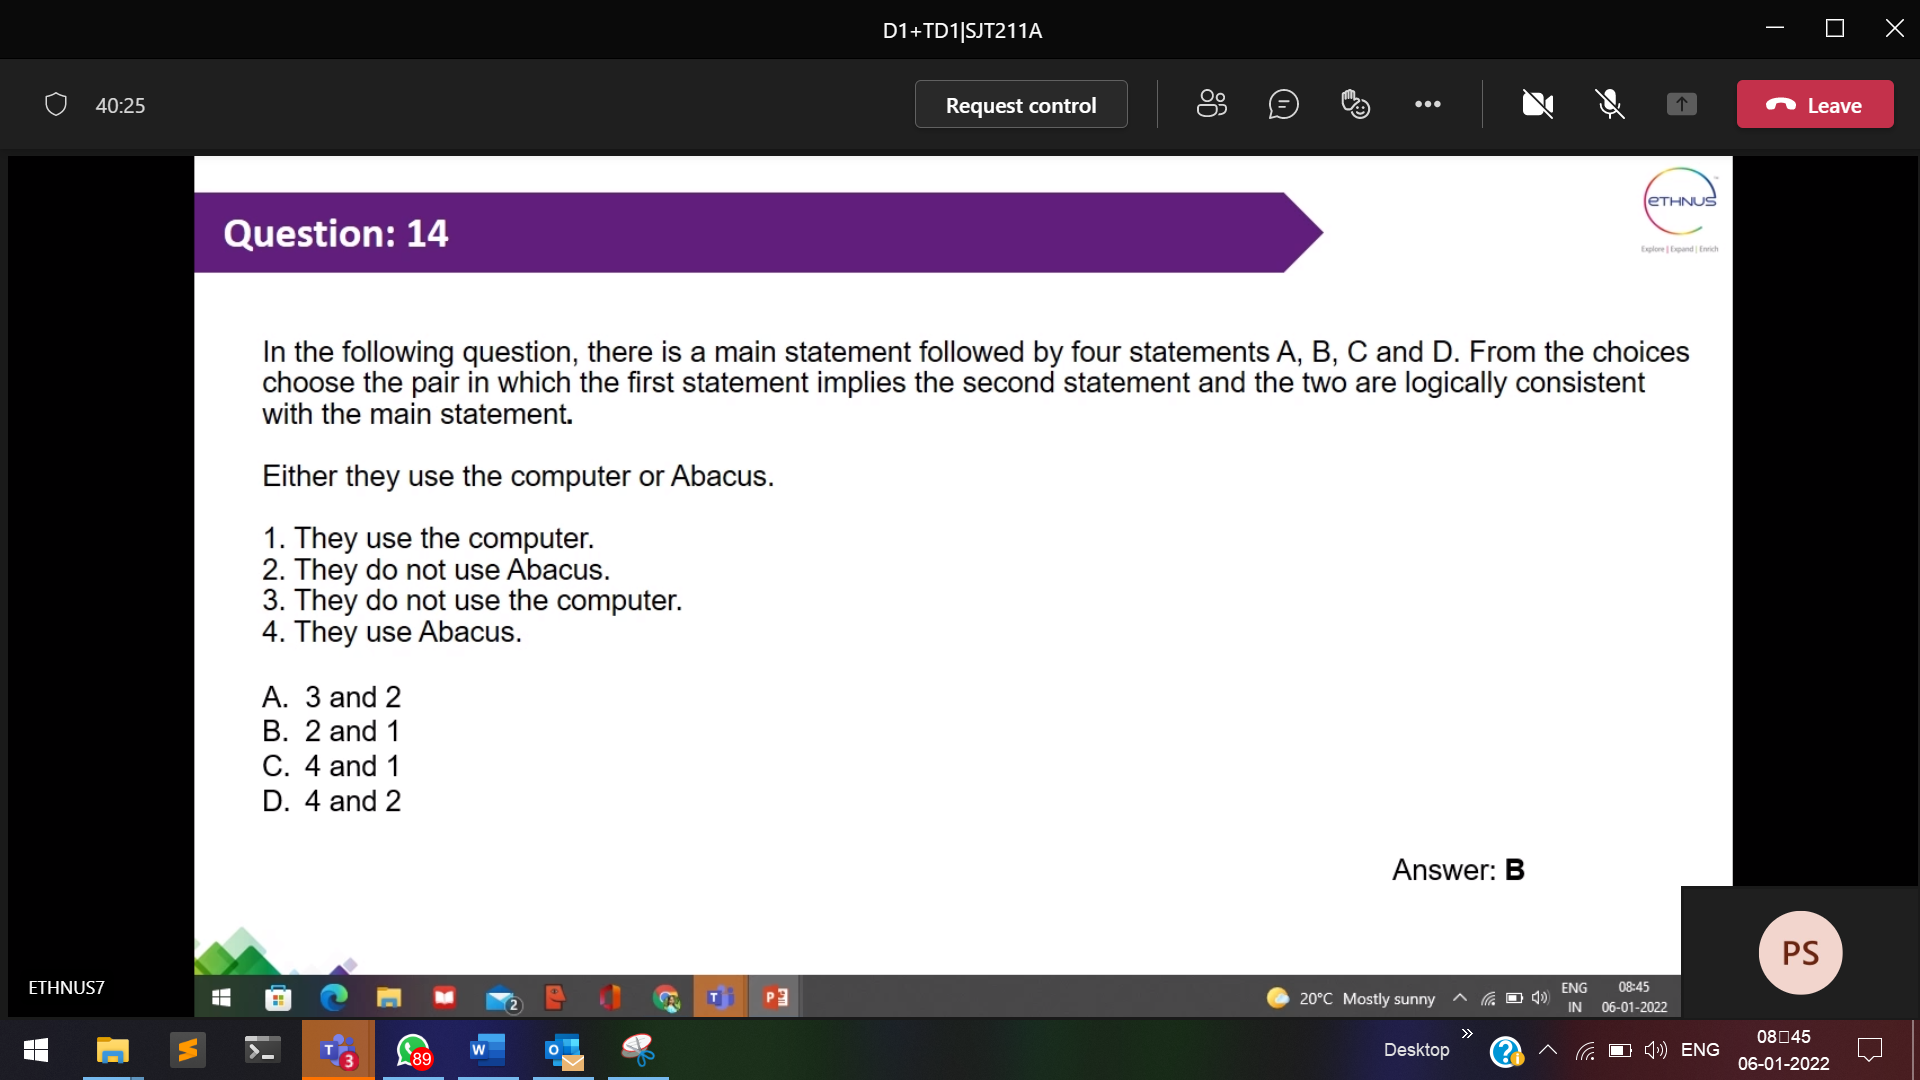 D1+TD1|SJT211A
40:25
Request control
Leave
Question: 14
eTHNUS
Explore | Expand | Enrich
In the following question, there is a main statement followed by four statements A, B, C and D. From the choices
choose the pair in which the first statement implies the second statement and the two are logically consistent
with the main statement.
Either they use the computer or Abacus.
1. They use the computer.
2. They do not use Abacus.
3. They do not use the computer.
4. They use Abacus.
A. 3 and 2
B. 2 and 1
C. 4 and 1
D. 4 and 2
Answer: B
PS
ETHNUS7
2
20°C Mostly sunny
ENG
IN
08:45
06-01-2022
3
89
Desktop
ENG
08□45
06-01-2022